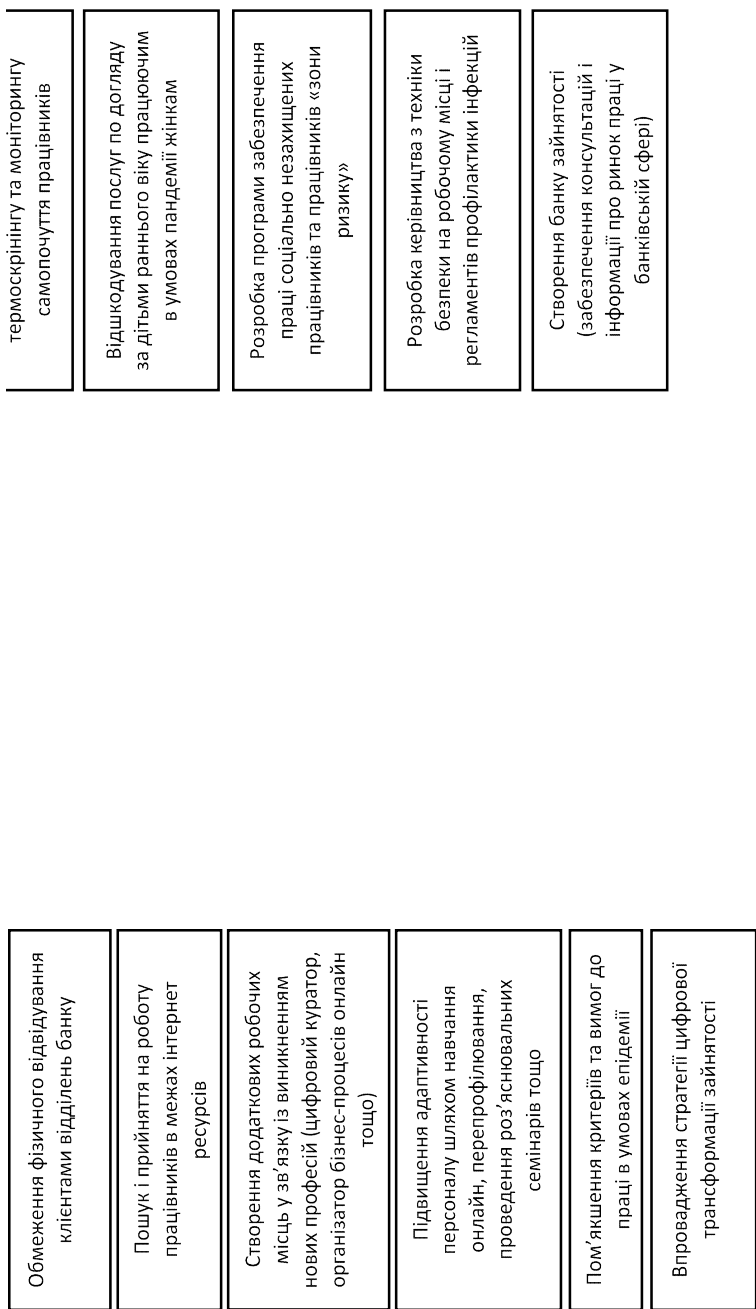 Обмеження фізичного відвідування
клієнтами відділень банку
Пошук і прийняття на роботу
працівників в межах інтернет
ресурсів
Створення додаткових робочих
місць у зв’язку із виникненням
нових професій (цифровий куратор,
організатор бізнес-процесів онлайн
тощо)
Підвищення адаптивності
персоналу шляхом навчання
онлайн, перепрофілювання,
проведення роз’яснювальних
семінарів тощо
Пом’якшення критеріїв та вимог до
праці в умовах епідемії
Впровадження стратегії цифрової
трансформації зайнятості
термоскрінінгу та моніторингу
самопочуття працівників
Відшкодування послуг по догляду
за дітьми раннього віку працюючим
в умовах пандемії жінкам
Розробка програми забезпечення
праці соціально незахищених
працівників та працівників «зони
ризику»
Розробка керівництва з техніки
безпеки на робочому місці і
регламентів профілактики інфекцій
Створення банку зайнятості
(забезпечення консультацій і
інформації про ринок праці у
банківській сфері)